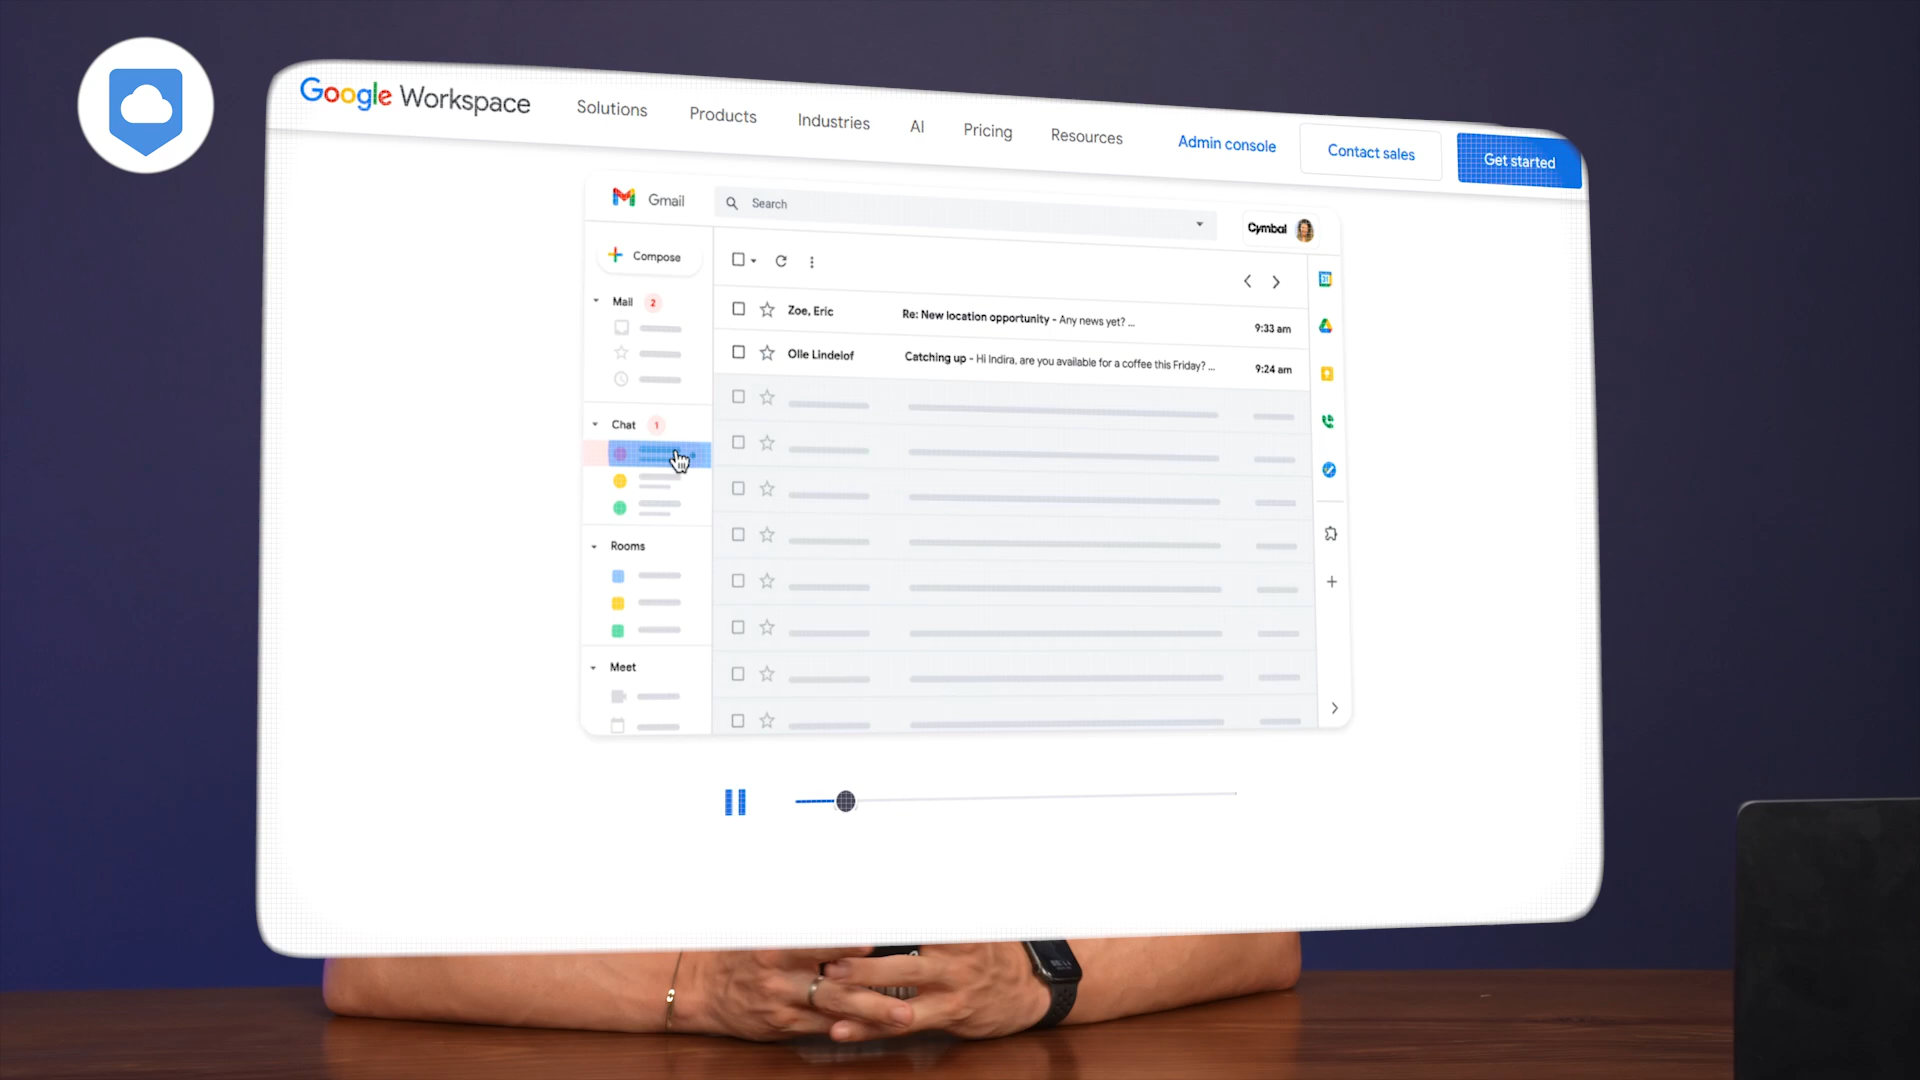 Google Workspace
Solutions
Products
Industries
AI
Pricing
Resources
Admin console
Contact sales
Get started
Gmail
Search
Cymbal
Compose
Mail 2
Zoe, Eric Re: New location opportunity - Any news yet? ... 9:33 am
Olle Lindelof Catching up - Hi Indira, are you available for a coffee this Friday? ... 9:24 am
Chat 1
Rooms
Meet